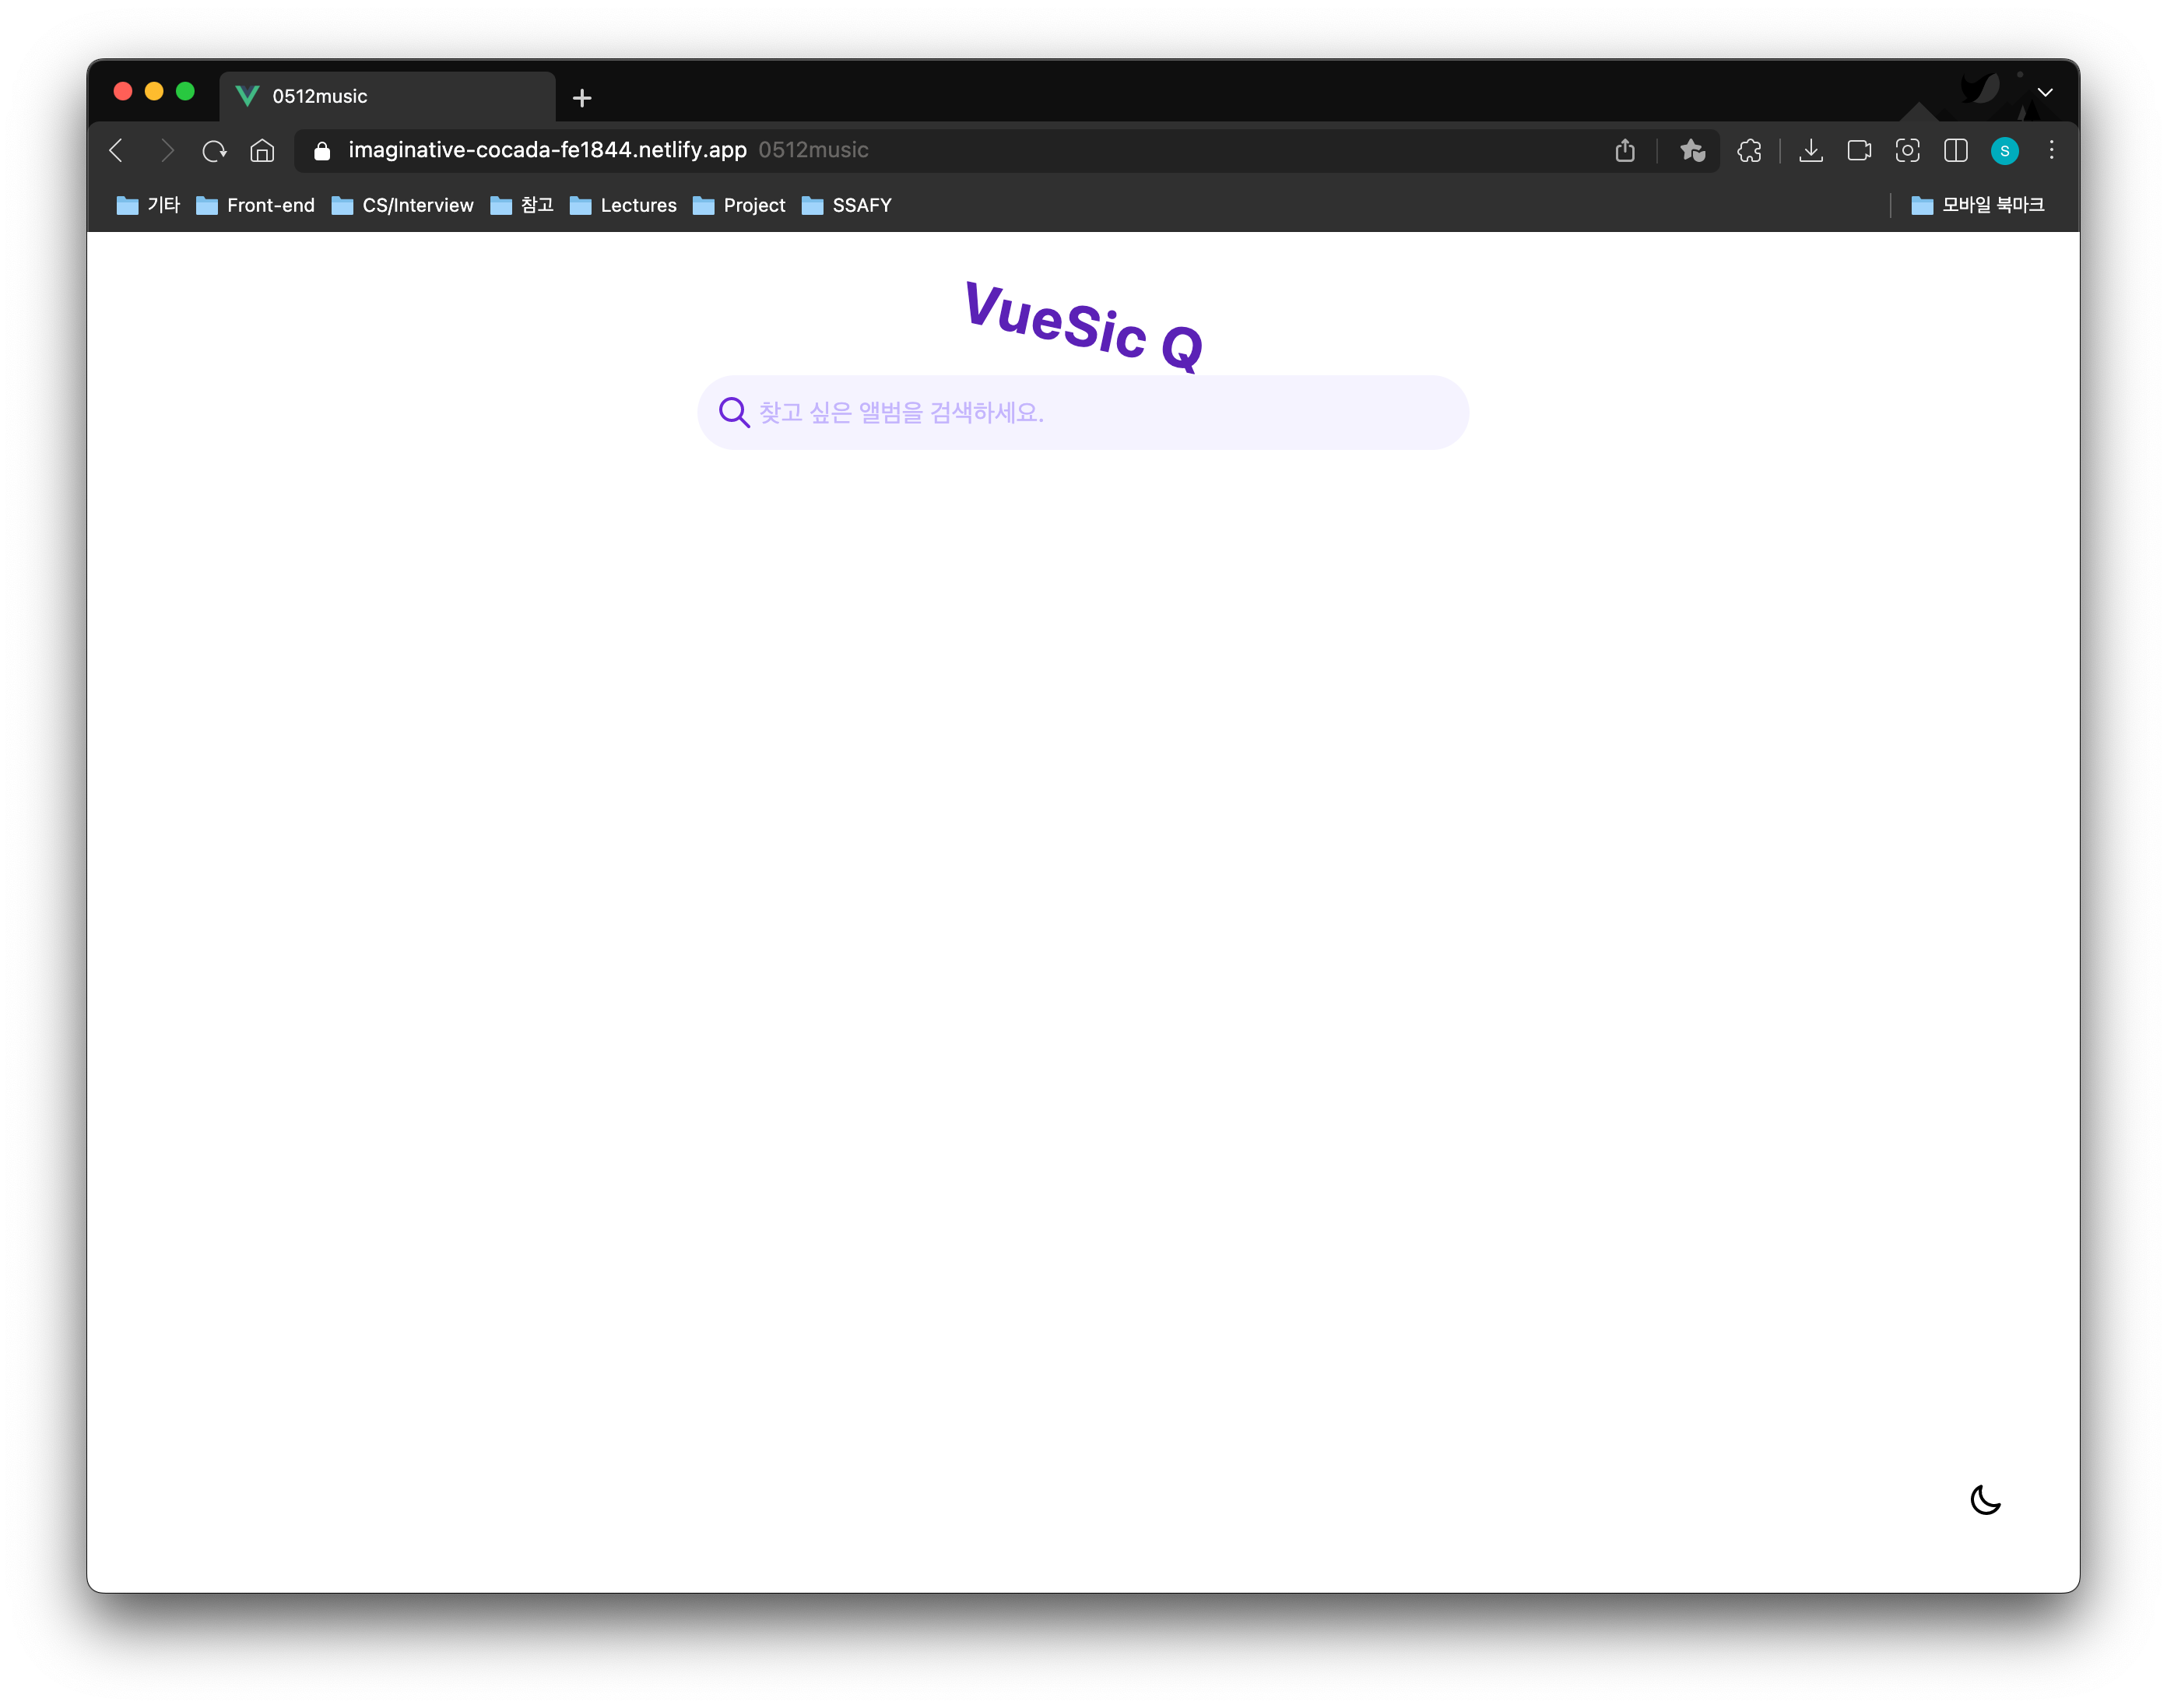 0512music
imaginative-cocada-fe1844.netlify.app 0512music
S
기타 Front-end CS/Interview 참고 Lectures Project SSAFY 모바일 북마크
VueSic Q
찾고 싶은 앨범을 검색하세요.